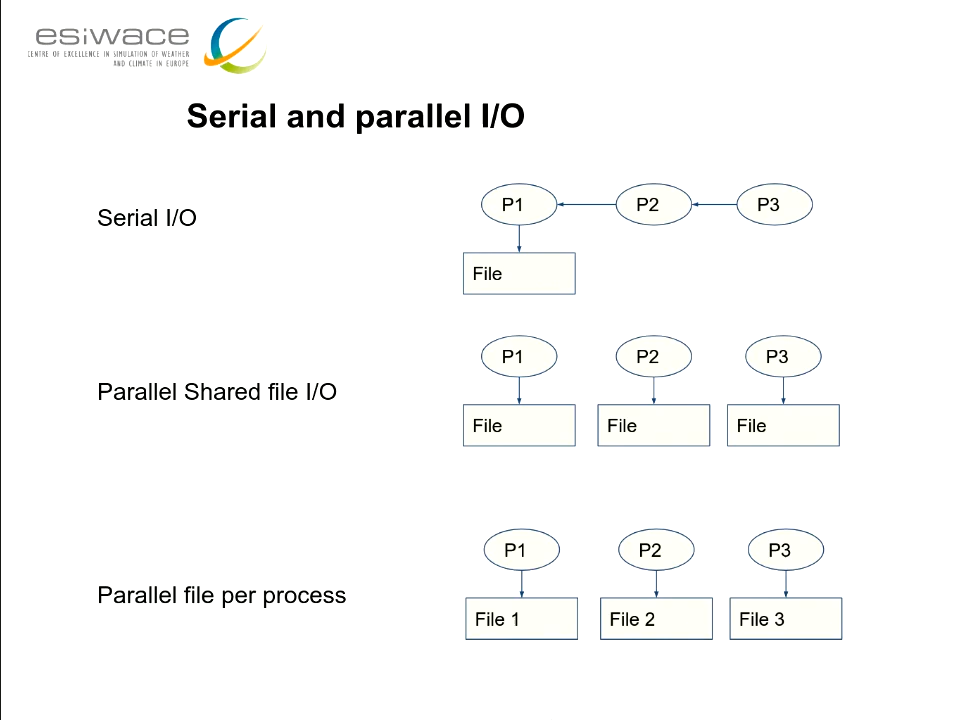 esiwace
CENTRE OF EXCELLENCE IN SIMULATION OF WEATHER
AND CLIMATE IN EUROPE
Serial and parallel I/O
Serial I/O
P1 P2 P3
File
Parallel Shared file I/O
P1 P2 P3
File File File
Parallel file per process
P1 P2 P3
File 1 File 2 File 3